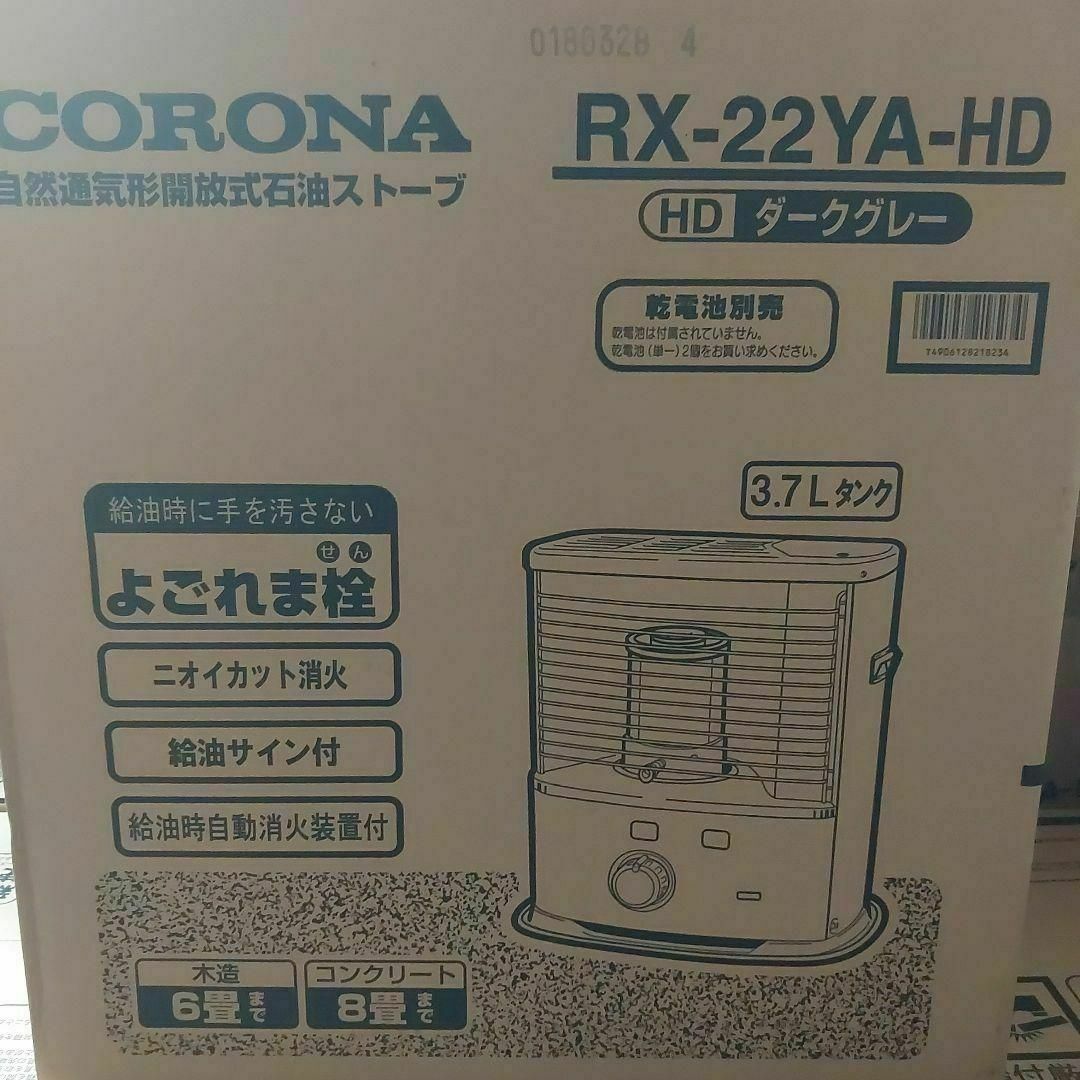 0180328 4
CORONA
自然通気形開放式石油ストーブ
RX-22YA-HD
HD ダークグレー
乾電池別売
乾電池は付属されていません。
乾電池(単一)2個をお買い求めください。
T4906128218234
3.7L タンク
給油時に手を汚さない
せん
よごれま栓
ニオイカット消火
給油サイン付
給油時自動消火装置付
木造
6畳まで
コンクリート
8畳まで